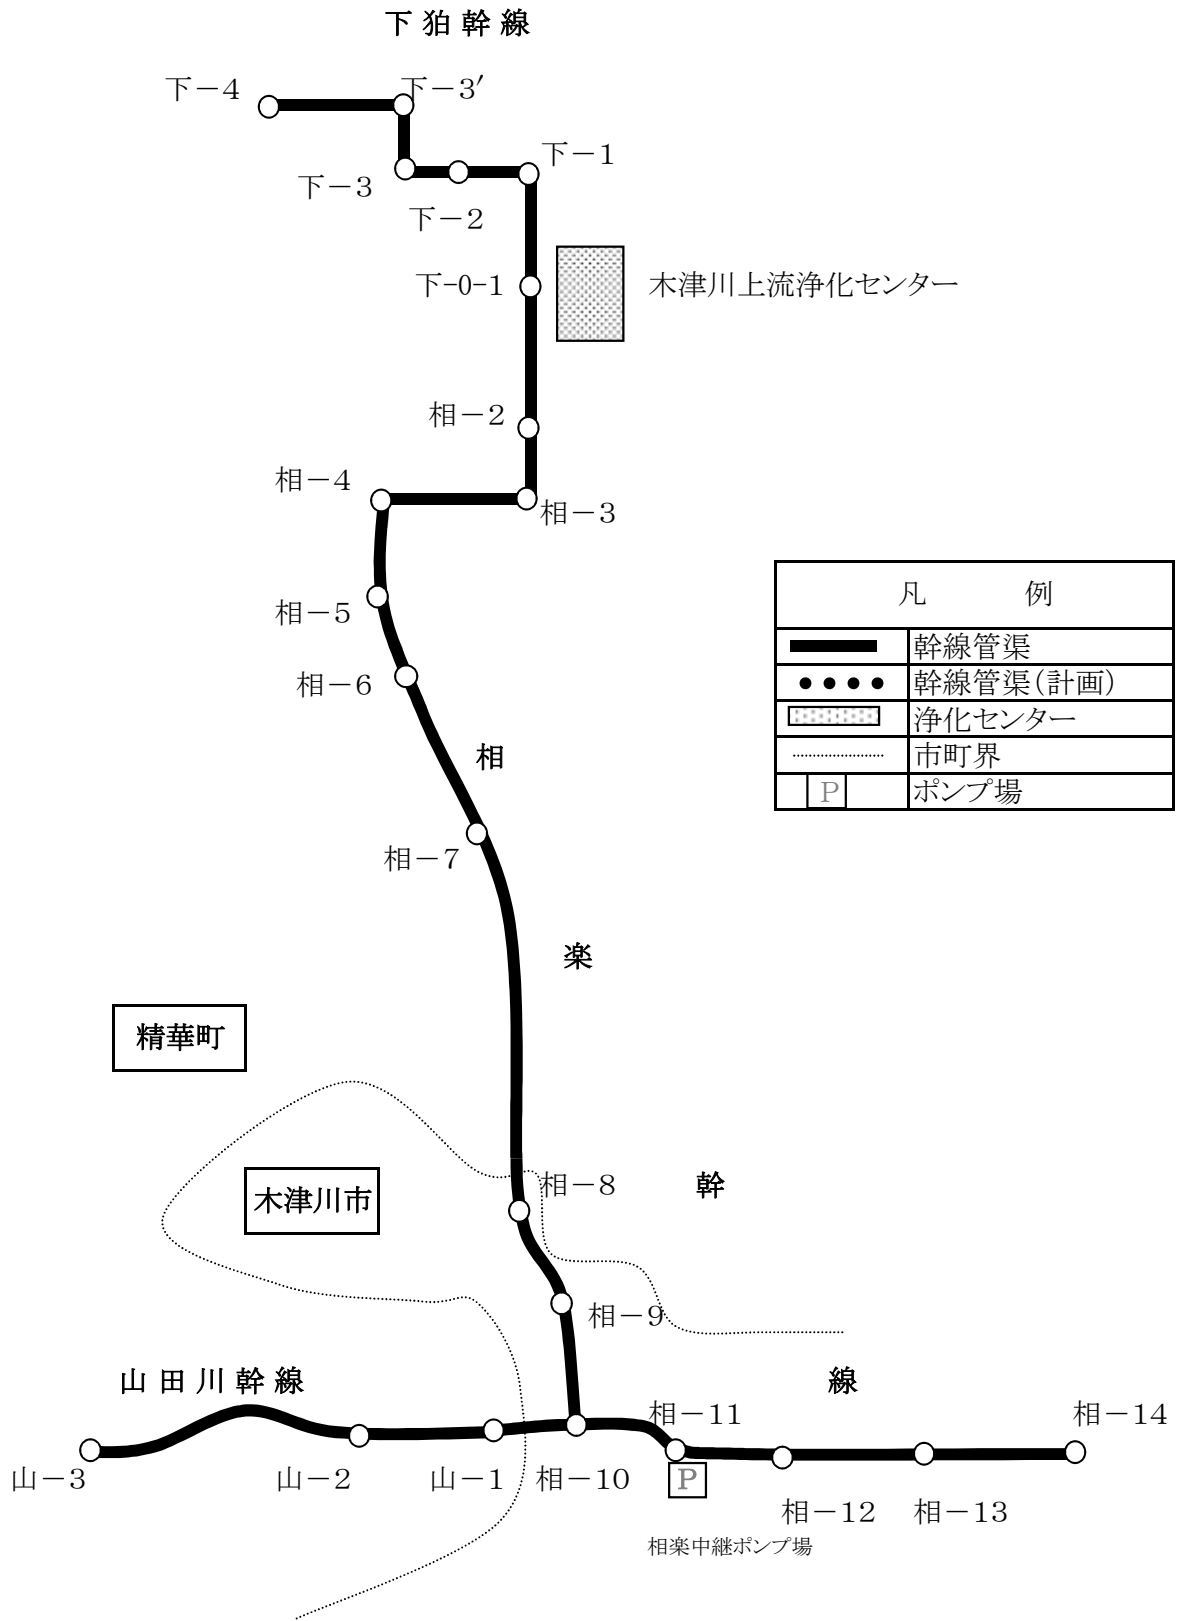 下狛幹線
下－4
下－3′
下－1
下－3
下－2
下-0-1
木津川上流浄化センター
相－2
相－4
相－3
凡　例
相－5
幹線管渠
相－6
幹線管渠（計画）
浄化センター
市町界
P
ポンプ場
相
相－7
楽
精華町
木津川市
相－8
幹
相－9
山田川幹線
線
相－11
相－14
山－3
山－2
山－1
相－10
P
相－12
相－13
相楽中継ポンプ場